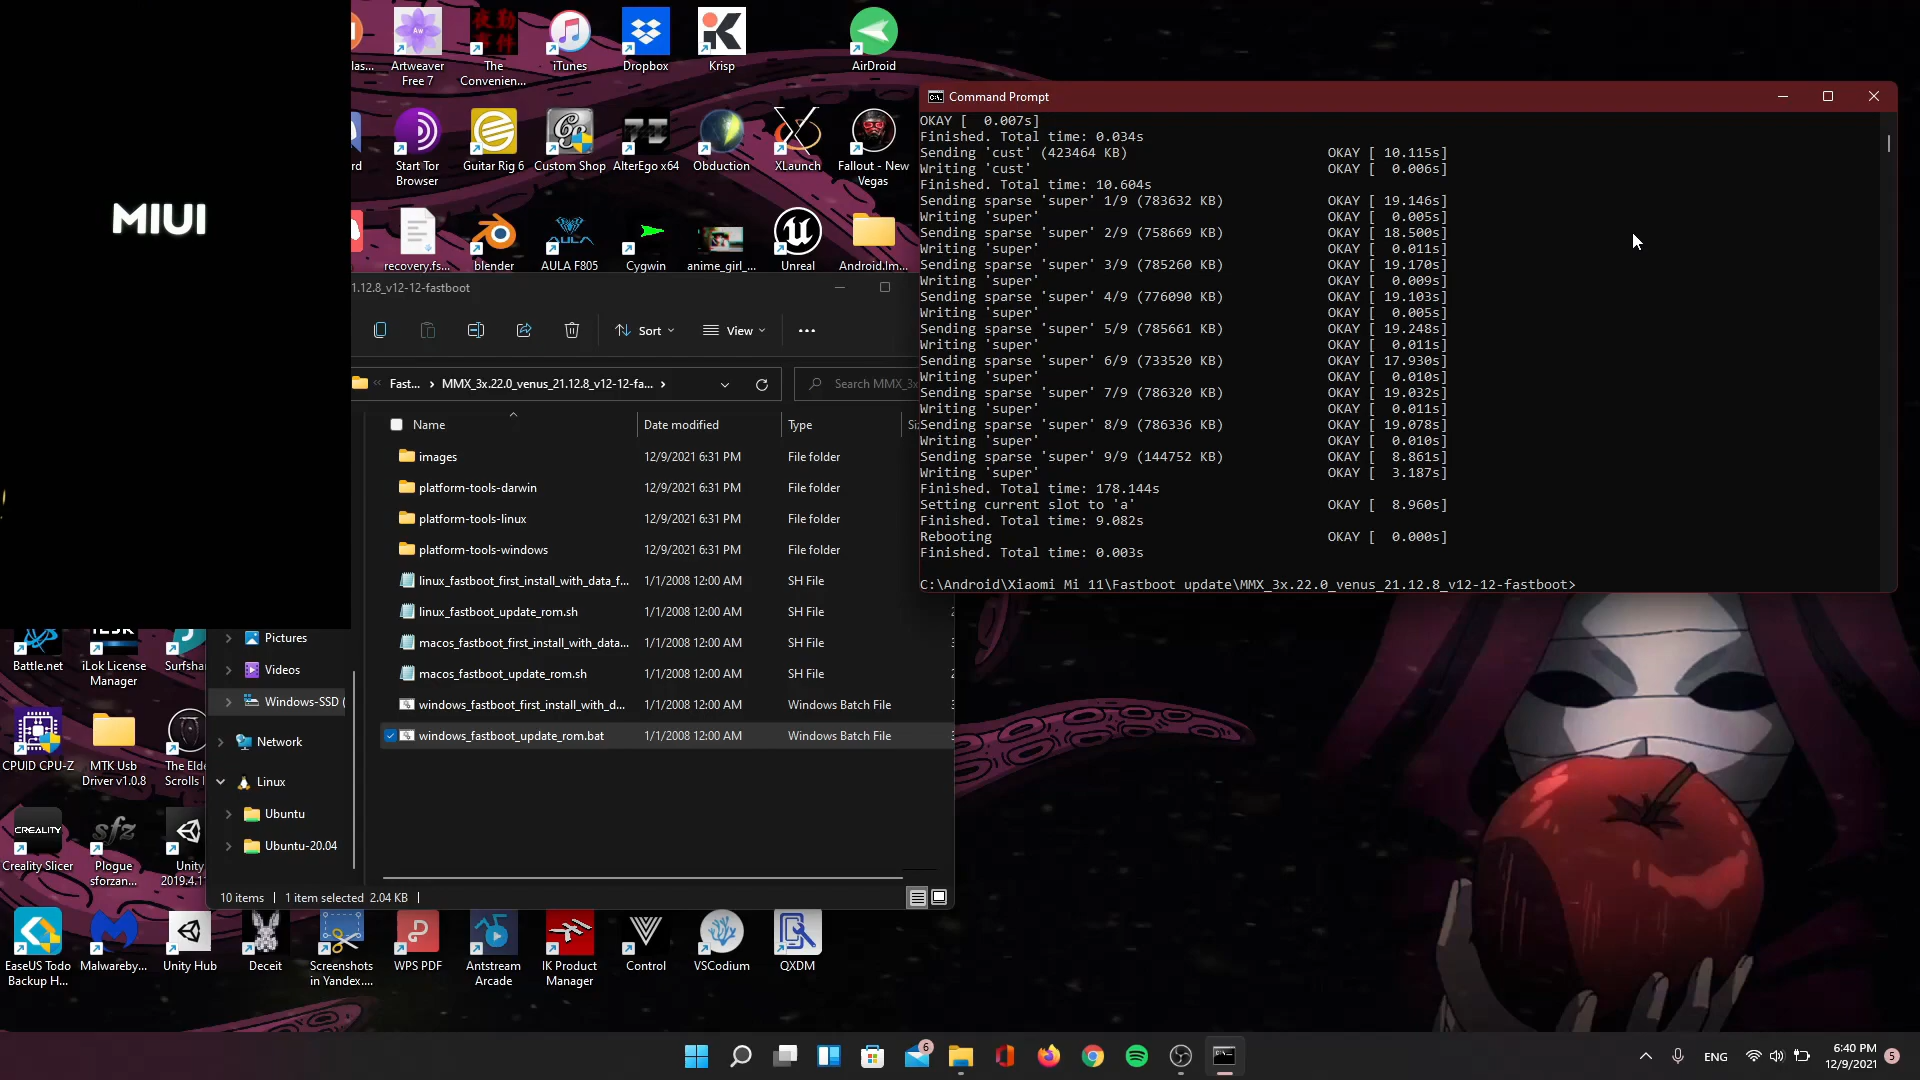 MIUI
las...
Artweaver
Free 7
The
Convenien...
iTunes
Dropbox
Krisp
AirDroid
rd
Start Tor
Browser
Guitar Rig 6
Custom Shop
AlterEgo x64
Obduction
XLaunch
Fallout - New
Vegas
recovery.fs...
blender
AULA F805
Cygwin
anime_girl_...
Unreal
Android.Im...
Command Prompt
OKAY [  0.007s]
Finished. Total time: 0.034s
Sending 'cust' (423464 KB) OKAY [ 10.115s]
Writing 'cust' OKAY [  0.006s]
Finished. Total time: 10.604s
Sending sparse 'super' 1/9 (783632 KB) OKAY [ 19.146s]
Writing 'super' OKAY [  0.005s]
Sending sparse 'super' 2/9 (758669 KB) OKAY [ 18.500s]
Writing 'super' OKAY [  0.011s]
Sending sparse 'super' 3/9 (785260 KB) OKAY [ 19.170s]
Writing 'super' OKAY [  0.009s]
Sending sparse 'super' 4/9 (776090 KB) OKAY [ 19.103s]
Writing 'super' OKAY [  0.005s]
Sending sparse 'super' 5/9 (785661 KB) OKAY [ 19.248s]
Writing 'super' OKAY [  0.011s]
Sending sparse 'super' 6/9 (733520 KB) OKAY [ 17.930s]
Writing 'super' OKAY [  0.010s]
Sending sparse 'super' 7/9 (786320 KB) OKAY [ 19.032s]
Writing 'super' OKAY [  0.011s]
Sending sparse 'super' 8/9 (786336 KB) OKAY [ 19.078s]
Writing 'super' OKAY [  0.010s]
Sending sparse 'super' 9/9 (144752 KB) OKAY [  8.861s]
Writing 'super' OKAY [  3.187s]
Finished. Total time: 178.144s
Setting current slot to 'a' OKAY [  8.960s]
Finished. Total time: 9.082s
Rebooting OKAY [  0.000s]
Finished. Total time: 0.003s
C:\Android\Xiaomi Mi 11\Fastboot update\MMX_3x.22.0_venus_21.12.8_v12-12-fastboot>
1.12.8_v12-12-fastboot
Sort
View
Fast... MMX_3x.22.0_venus_21.12.8_v12-12-fa...
Search MMX_3x
Name Date modified Type
images 12/9/2021 6:31 PM File folder
platform-tools-darwin 12/9/2021 6:31 PM File folder
platform-tools-linux 12/9/2021 6:31 PM File folder
platform-tools-windows 12/9/2021 6:31 PM File folder
linux_fastboot_first_install_with_data_f... 1/1/2008 12:00 AM SH File
linux_fastboot_update_rom.sh 1/1/2008 12:00 AM SH File
macos_fastboot_first_install_with_data... 1/1/2008 12:00 AM SH File
macos_fastboot_update_rom.sh 1/1/2008 12:00 AM SH File
windows_fastboot_first_install_with_d... 1/1/2008 12:00 AM Windows Batch File
windows_fastboot_update_rom.bat 1/1/2008 12:00 AM Windows Batch File
Pictures
Videos
Windows-SSD (
Network
Linux
Ubuntu
Ubuntu-20.04
10 items
1 item selected 2.04 KB
Battle.net
iLok License
Manager
Surfshar
CPUID CPU-Z
MTK Usb
Driver v1.0.8
The Elde
Scrolls
CREALITY
Creality Slicer
sfz
Plogue
sforzan...
Unity
2019.4.1
EaseUS Todo
Backup H...
Malwareby...
Unity Hub
Deceit
Screenshots
in Yandex....
WPS PDF
Antstream
Arcade
IK Product
Manager
Control
VSCodium
QXDM
6
ENG
6:40 PM
12/9/2021
5